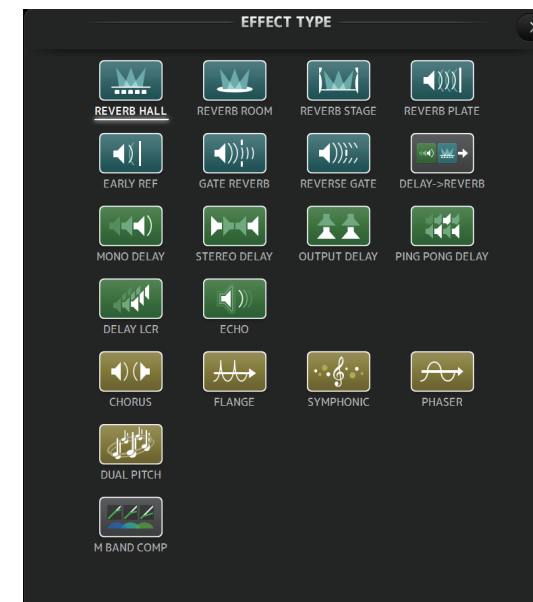 EFFECT TYPE
REVERB HALL
REVERB ROOM
REVERB STAGE
REVERB PLATE
EARLY REF
GATE REVERB
REVERSE GATE
DELAY->REVERB
MONO DELAY
STEREO DELAY
OUTPUT DELAY
PING PONG DELAY
DELAY LCR
ECHO
CHORUS
FLANGE
SYMPHONIC
PHASER
DUAL PITCH
M BAND COMP